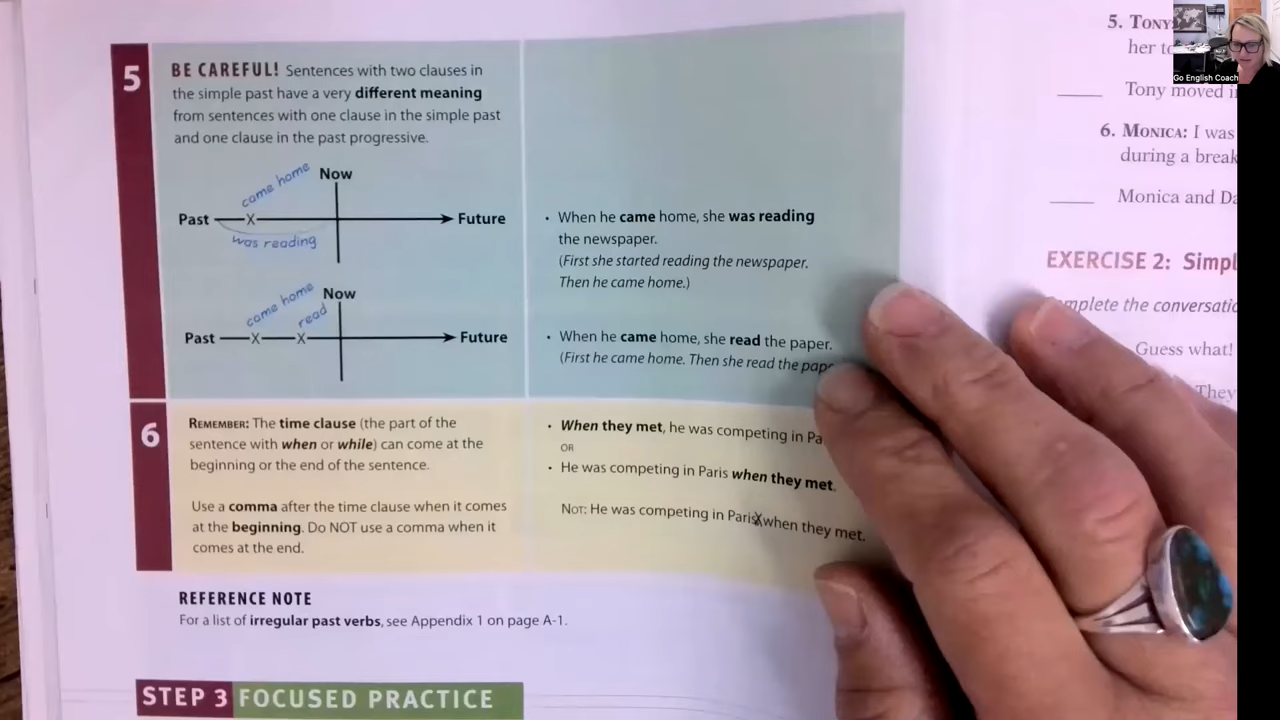 5
BE CAREFUL! Sentences with two clauses in
the simple past have a very different meaning
from sentences with one clause in the simple past
and one clause in the past progressive.
came home
Now
Past
X
Future
was reading
came home
read
Now
Past
X X
Future
• When he came home, she was reading
the newspaper.
(First she started reading the newspaper.
Then he came home.)
• When he came home, she read the paper.
(First he came home. Then she read the
6
REMEMBER: The time clause (the part of the
sentence with when or while) can come at the
beginning or the end of the sentence.
Use a comma after the time clause when it comes
at the beginning. Do NOT use a comma when it
comes at the end.
• When they met, he was competing in
OR
• He was competing in Paris when they met.
NOT: He was competing in Paris, when they met.
REFERENCE NOTE
For a list of irregular past verbs, see Appendix 1 on page A-1.
STEP 3 FOCUSED PRACTICE
5. TONY
her
Tony moved
6. MONICA: I was
during a break
Monica and
EXERCISE 2:
the
Guess what!
They
Go English Coach